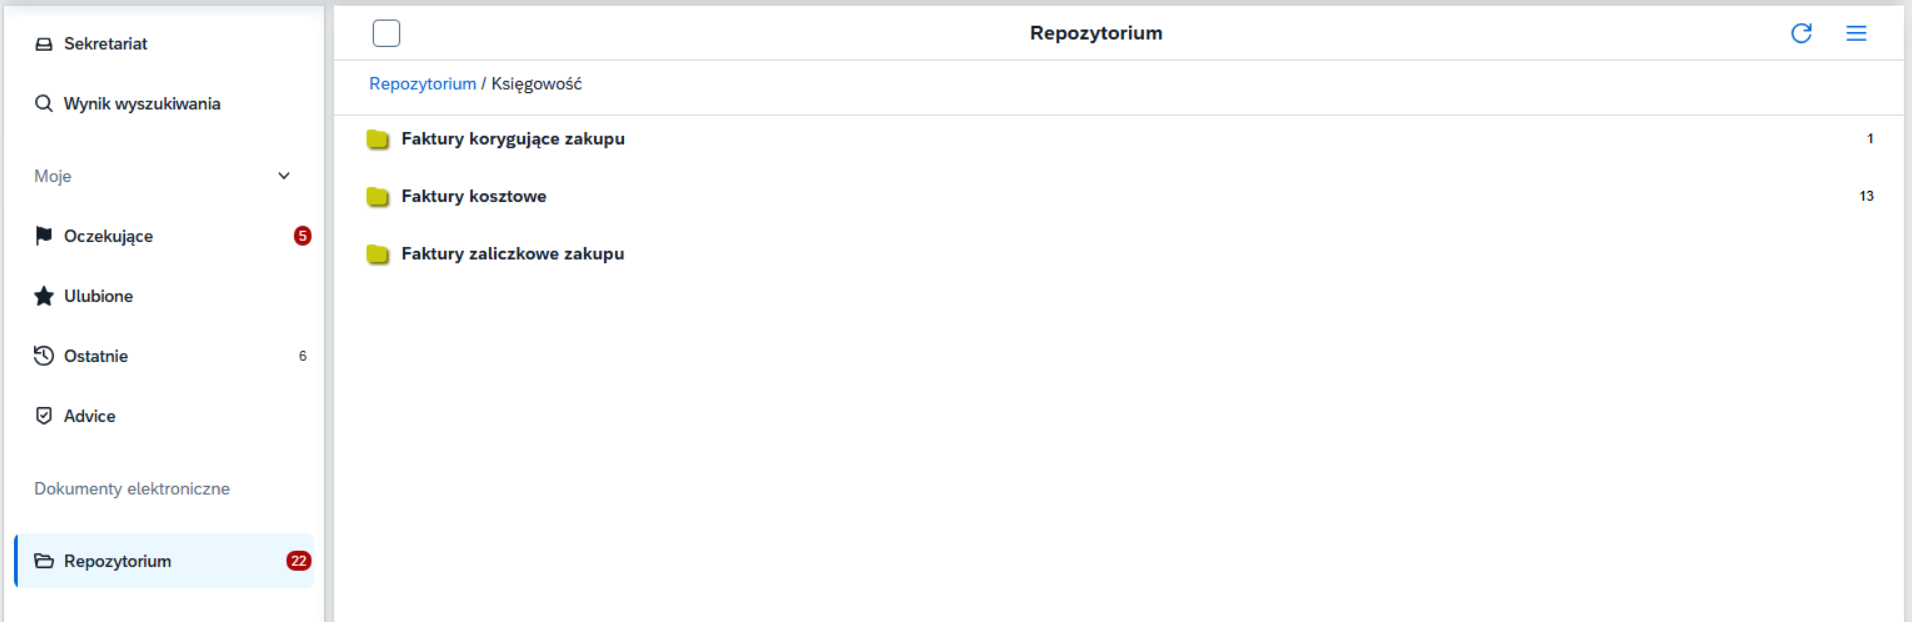 Sekretariat
Wynik wyszukiwania
Moje
Oczekujące 5
Ulubione
Ostatnie 6
Advice
Dokumenty elektroniczne
Repozytorium 22
Repozytorium
Repozytorium / Księgowość
Faktury korygujące zakupu 1
Faktury kosztowe 13
Faktury zaliczkowe zakupu